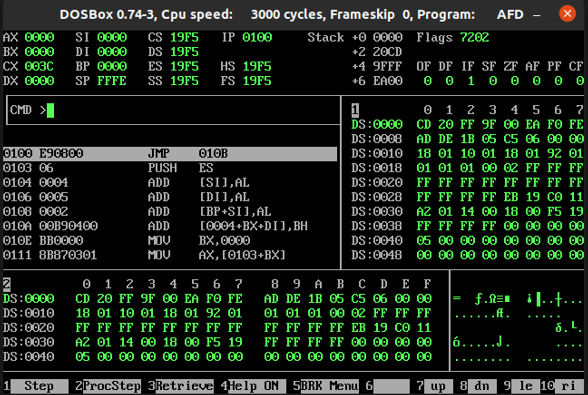 DOSBox 0.74-3, Cpu speed: 3000 cycles, Frameskip 0, Program: AFD
AX 0000 SI 0000 CS 19F5 IP 0100 Stack +0 0000 Flags 7202
BX 0000 DI 0000 DS 19F5 +2 20CD
CX 003C BP 0000 ES 19F5 HS 19F5 +4 9FFF OF DF IF SF ZF AF PF CF
DX 0000 SP FFFE SS 19F5 FS 19F5 +6 EA00 0 0 1 0 0 0 0 0
CMD >
1 0 1 2 3 4 5 6 7
DS:0000 CD 20 FF 9F 00 EA F0 FE
DS:0008 AD DE 1B 05 C5 06 00 00
DS:0010 18 01 10 01 18 01 92 01
DS:0018 01 01 01 00 02 FF FF FF
DS:0020 FF FF FF FF FF FF FF FF
DS:0028 FF FF FF FF EB 19 C0 11
DS:0030 A2 01 14 00 18 00 F5 19
DS:0038 FF FF FF FF 00 00 00 00
DS:0040 05 00 00 00 00 00 00 00
DS:0048 00 00 00 00 00 00 00 00
0100 E90800 JMP 010B
0103 06 PUSH ES
0104 0004 ADD [SI],AL
0106 0005 ADD [DI],AL
0108 0002 ADD [BP+SI],AL
010A 00B90400 ADD [0004+BX+DI],BH
010E BB0000 MOV BX,0000
0111 8B870301 MOV AX,[0103+BX]
2 0 1 2 3 4 5 6 7 8 9 A B C D E F
DS:0000 CD 20 FF 9F 00 EA F0 FE AD DE 1B 05 C5 06 00 00
DS:0010 18 01 10 01 18 01 92 01 01 01 01 00 02 FF FF FF
DS:0020 FF FF FF FF FF FF FF FF FF FF FF FF EB 19 C0 11
DS:0030 A2 01 14 00 18 00 F5 19 FF FF FF FF 00 00 00 00
DS:0040 05 00 00 00 00 00 00 00 00 00 00 00 00 00 00 00
1 Step 2 ProcStep 3 Retrieve 4 Help ON 5 BRK Menu 6 7 up 8 dn 9 le 10 ri